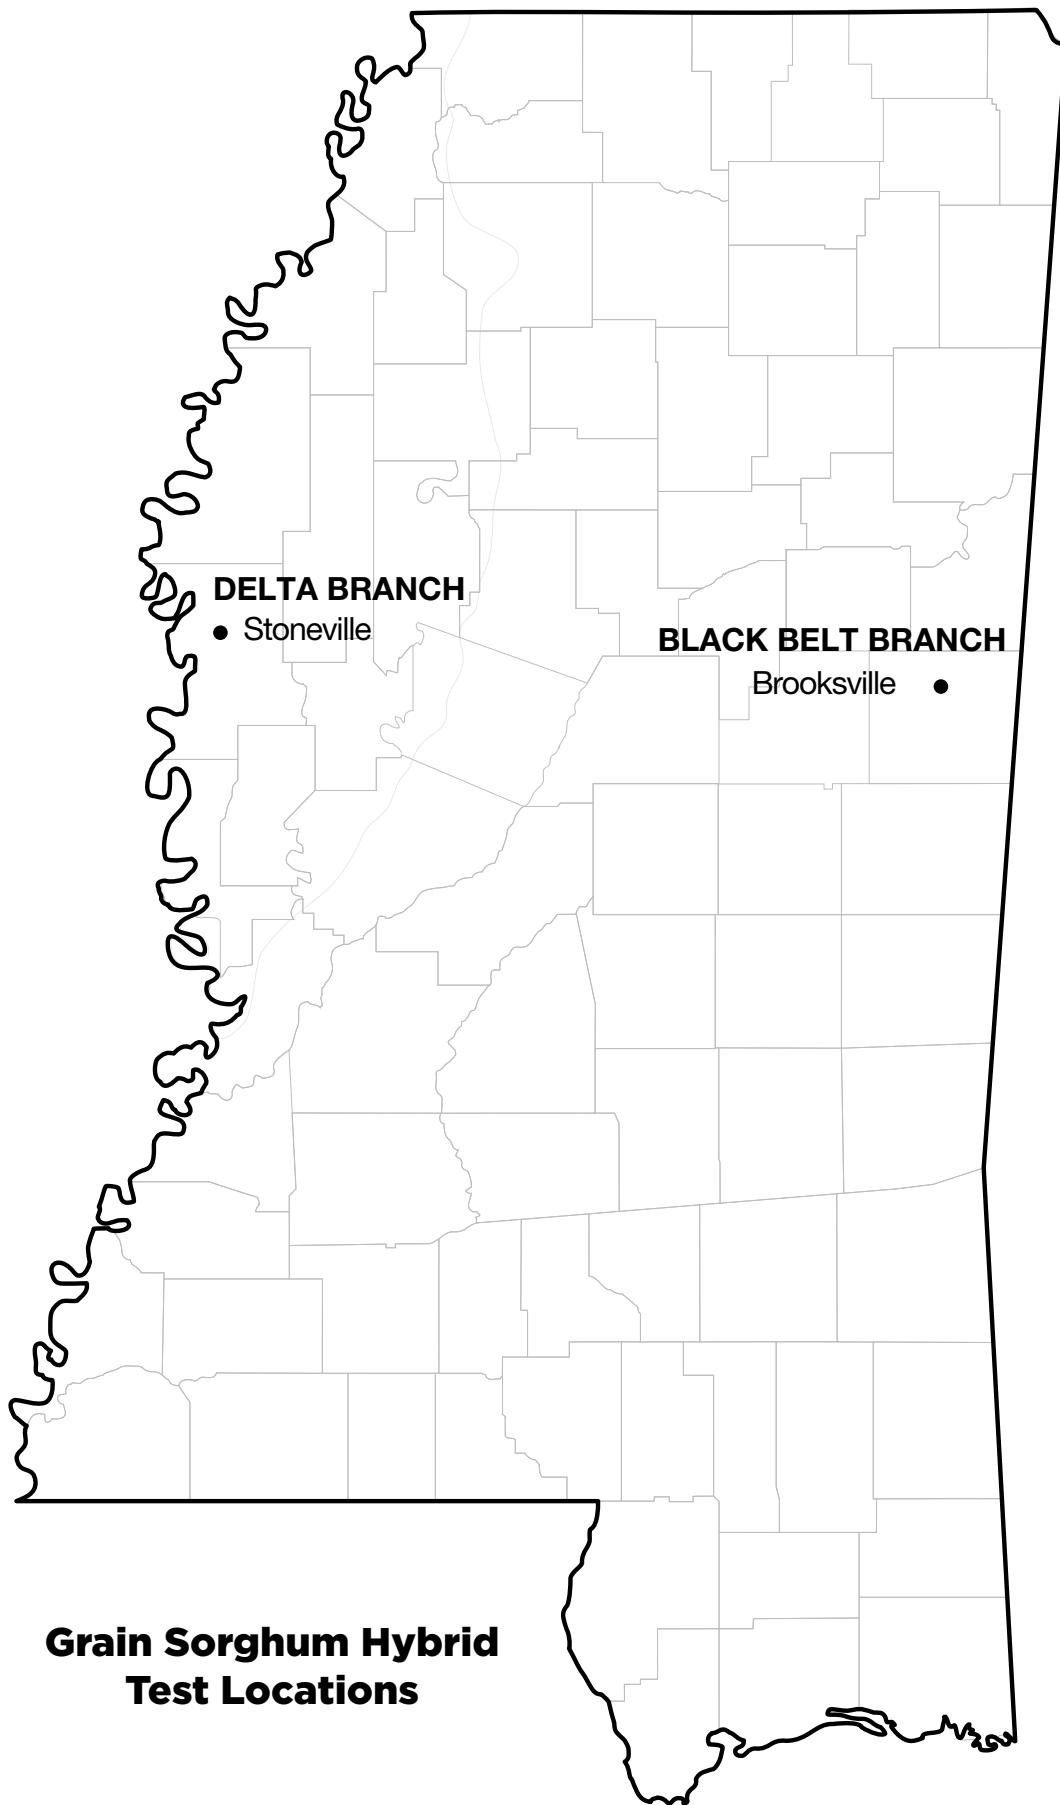 DELTA BRANCH
Stoneville
BLACK BELT BRANCH
Brooksville
Grain Sorghum Hybrid
Test Locations